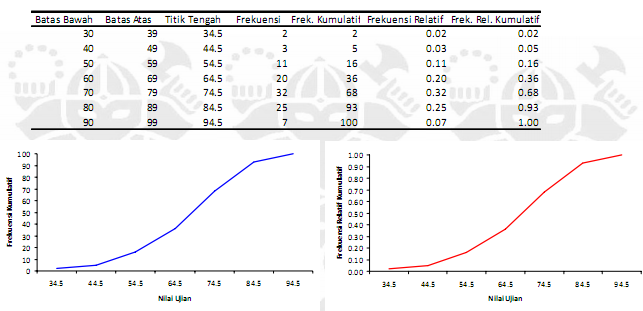 Batas Bawah Batas Atas Titik Tengah Frekuensi Frek. Kumulatif Frekuensi Relatif Frek. Rel. Kumulatif
30 39 34.5 2 2 0.02 0.02
40 49 44.5 3 5 0.03 0.05
50 59 54.5 11 16 0.11 0.16
60 69 64.5 20 36 0.20 0.36
70 79 74.5 32 68 0.32 0.68
80 89 84.5 25 93 0.25 0.93
90 99 94.5 7 100 0.07 1.00
Frekuensi Kumulatif
100
90
80
70
60
50
40
30
20
10
0
34.5 44.5 54.5 64.5 74.5 84.5 94.5
Nilai Ujian
Frekuensi Relatif Kumulatif
1.00
0.90
0.80
0.70
0.60
0.50
0.40
0.30
0.20
0.10
0.00
34.5 44.5 54.5 64.5 74.5 84.5 94.5
Nilai Ujian